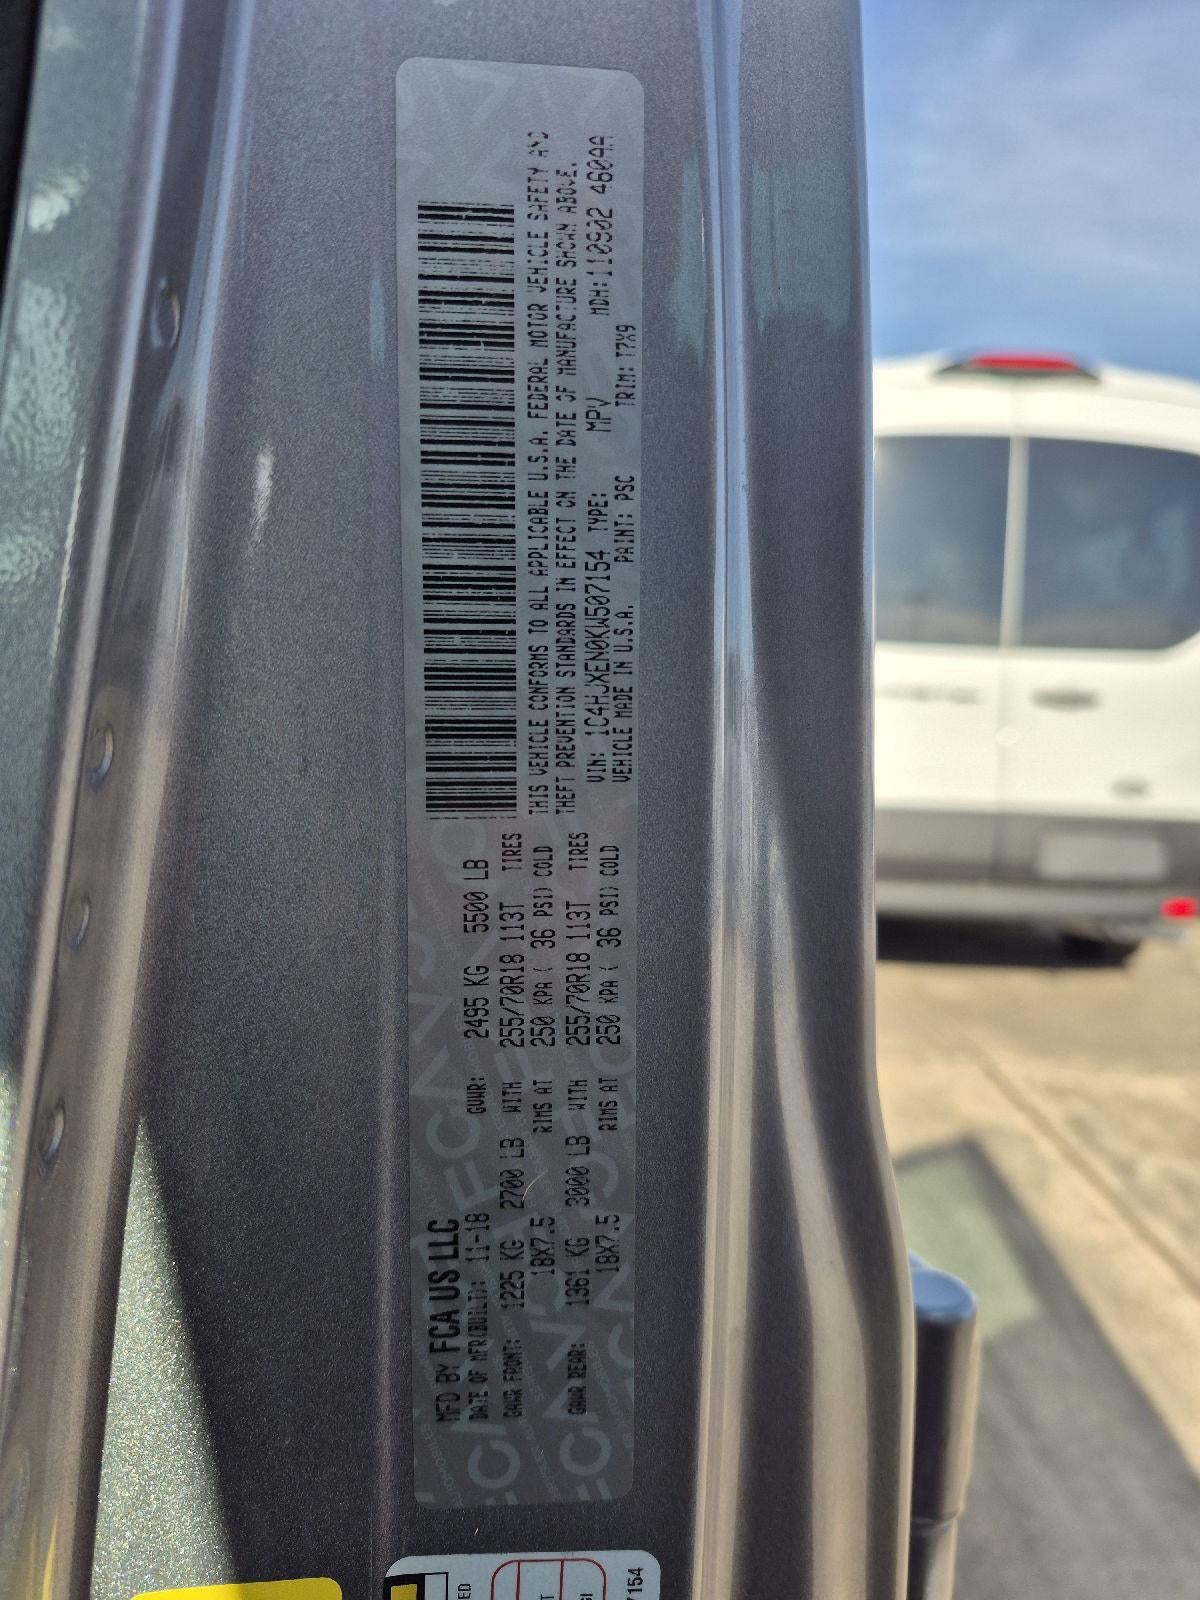 MFD BY FCA US LLC
DATE OF MFR(BUILT): 11-18 GVWR: 2495 KG 5500 LB
GAWR FRONT: 1225 KG 2700 LB WITH 255/70R18 113T TIRES
18X7.5 RIMS AT 250 KPA( 36 PSI) COLD
GAWR REAR: 1361 KG 3000 LB WITH 255/70R18 113T TIRES
18X7.5 RIMS AT 250 KPA( 36 PSI) COLD
THIS VEHICLE CONFORMS TO ALL APPLICABLE U.S.A. FEDERAL MOTOR VEHICLE SAFETY AND
THEFT PREVENTION STANDARDS IN EFFECT ON THE DATE OF MANUFACTURE SHOWN ABOVE.
VIN: 1C4HJXEN0KW507154 TYPE: MPV MDH:110902 4604A
VEHICLE MADE IN U.S.A. PAINT: PSC TRIM: T7X9
7154